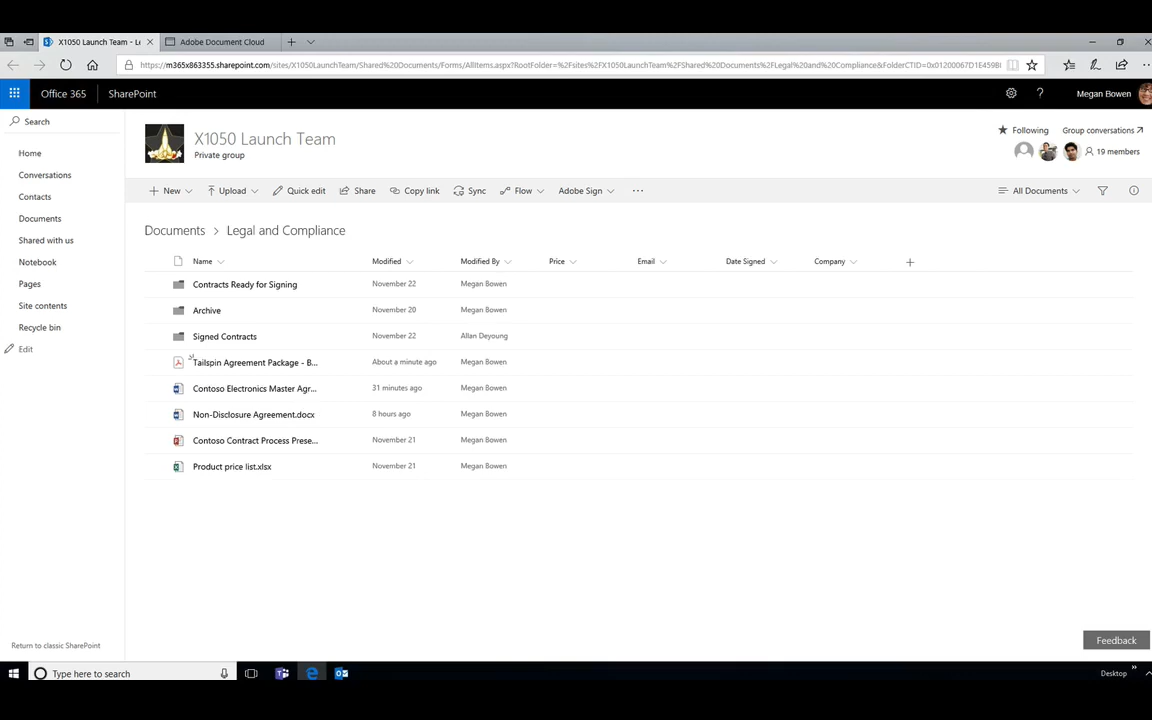 X1050 Launch Team - Le
Adobe Document Cloud
https://m365x863355.sharepoint.com/sites/X1050LaunchTeam/Shared%20Documents/Forms/AllItems.aspx?RootFolder=%2Fsites%2FX1050LaunchTeam%2FShared%20Documents%2FLegal%20and%20Compliance&FolderCTID=0x01200067D1E459BI
Office 365
SharePoint
Megan Bowen
Search
Home
Conversations
Contacts
Documents
Shared with us
Notebook
Pages
Site contents
Recycle bin
Edit
Return to classic SharePoint
X1050 Launch Team
Private group
Following
Group conversations
19 members
New Upload Quick edit Share Copy link Sync Flow Adobe Sign ... All Documents
Documents > Legal and Compliance
Name Modified Modified By Price Email Date Signed Company
Contracts Ready for Signing November 22 Megan Bowen
Archive November 20 Megan Bowen
Signed Contracts November 22 Allan Deyoung
Tailspin Agreement Package - B... About a minute ago Megan Bowen
Contoso Electronics Master Agr... 31 minutes ago Megan Bowen
Non-Disclosure Agreement.docx 8 hours ago Megan Bowen
Contoso Contract Process Prese... November 21 Megan Bowen
Product price list.xlsx November 21 Megan Bowen
Feedback
Type here to search
Desktop